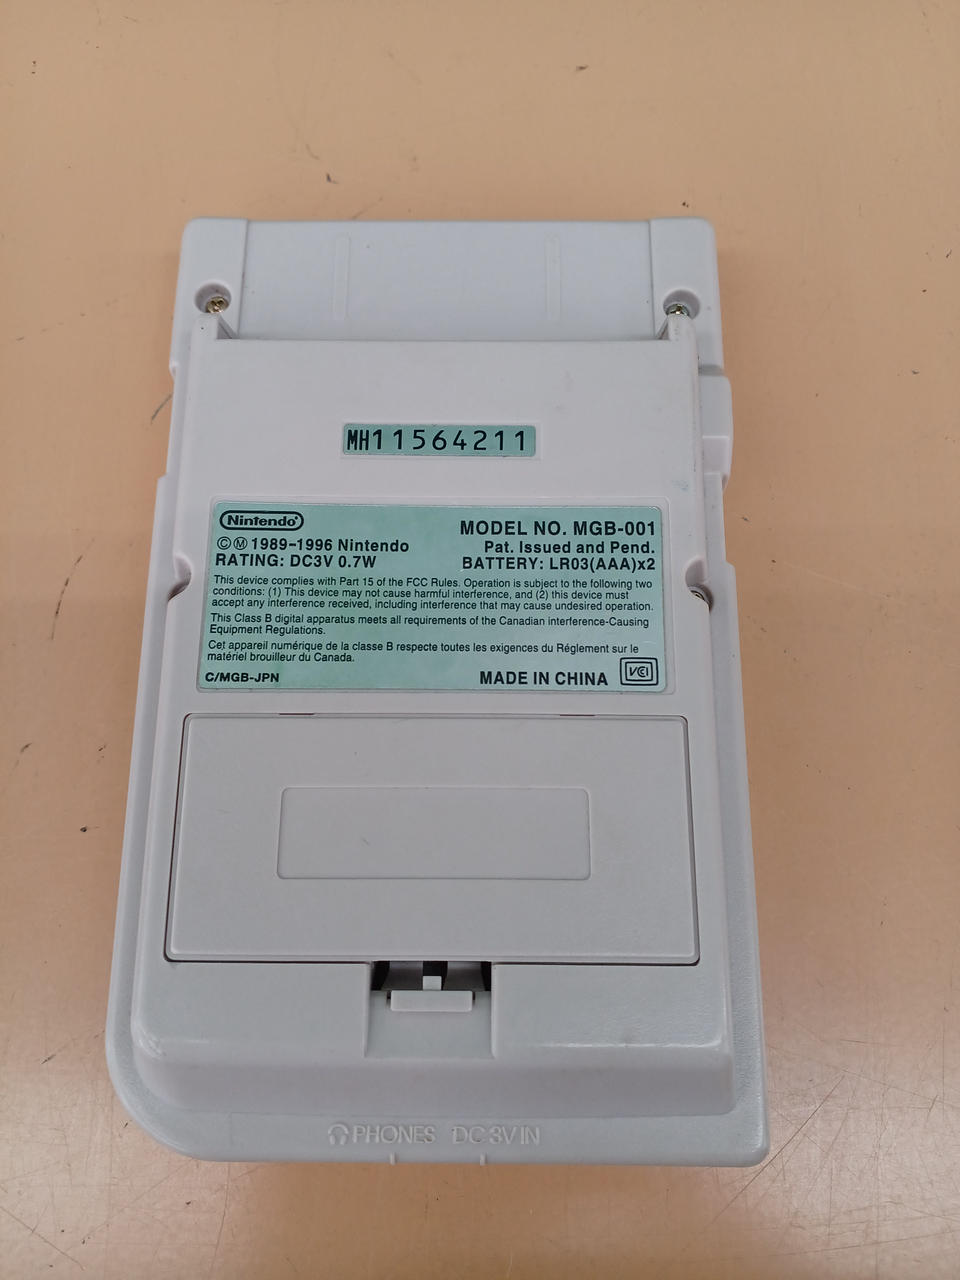 MH11564211
Nintendo®
©Ⓜ 1989-1996 Nintendo
RATING: DC3V 0.7W
MODEL NO. MGB-001
Pat. Issued and Pend.
BATTERY: LR03(AAA)x2
This device complies with Part 15 of the FCC Rules. Operation is subject to the following two
conditions: (1) This device may not cause harmful interference, and (2) this device must
accept any interference received, including interference that may cause undesired operation.
This Class B digital apparatus meets all requirements of the Canadian interference-Causing
Equipment Regulations.
Cet appareil numérique de la classe B respecte toutes les exigences du Réglement sur le
matériel brouilleur du Canada.
C/MGB-JPN
MADE IN CHINA
VCI
PHONES DC 3V IN